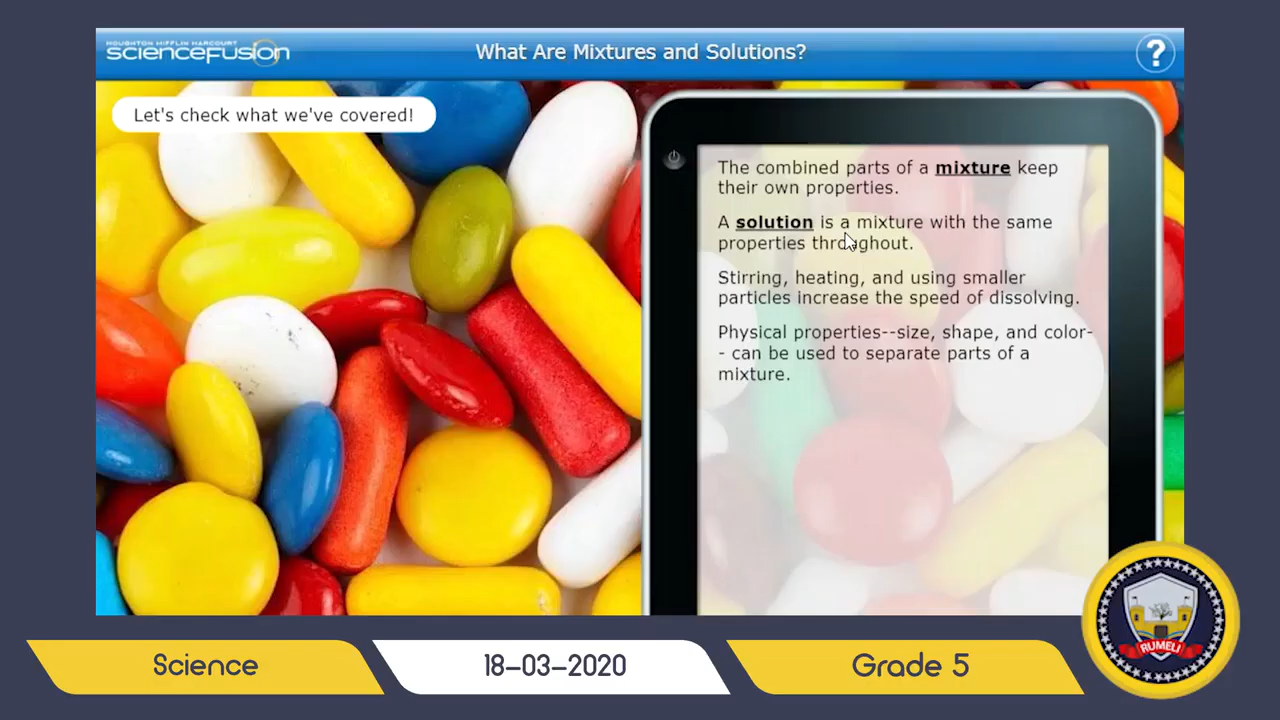 HOUGHTON MIFFLIN HARCOURT
scienceFusion
What Are Mixtures and Solutions?
?
Let's check what we've covered!
The combined parts of a mixture keep
their own properties.
A solution is a mixture with the same
properties throughout.
Stirring, heating, and using smaller
particles increase the speed of dissolving.
Physical properties--size, shape, and color-
- can be used to separate parts of a
mixture.
RUMELI
Science
18-03-2020
Grade 5